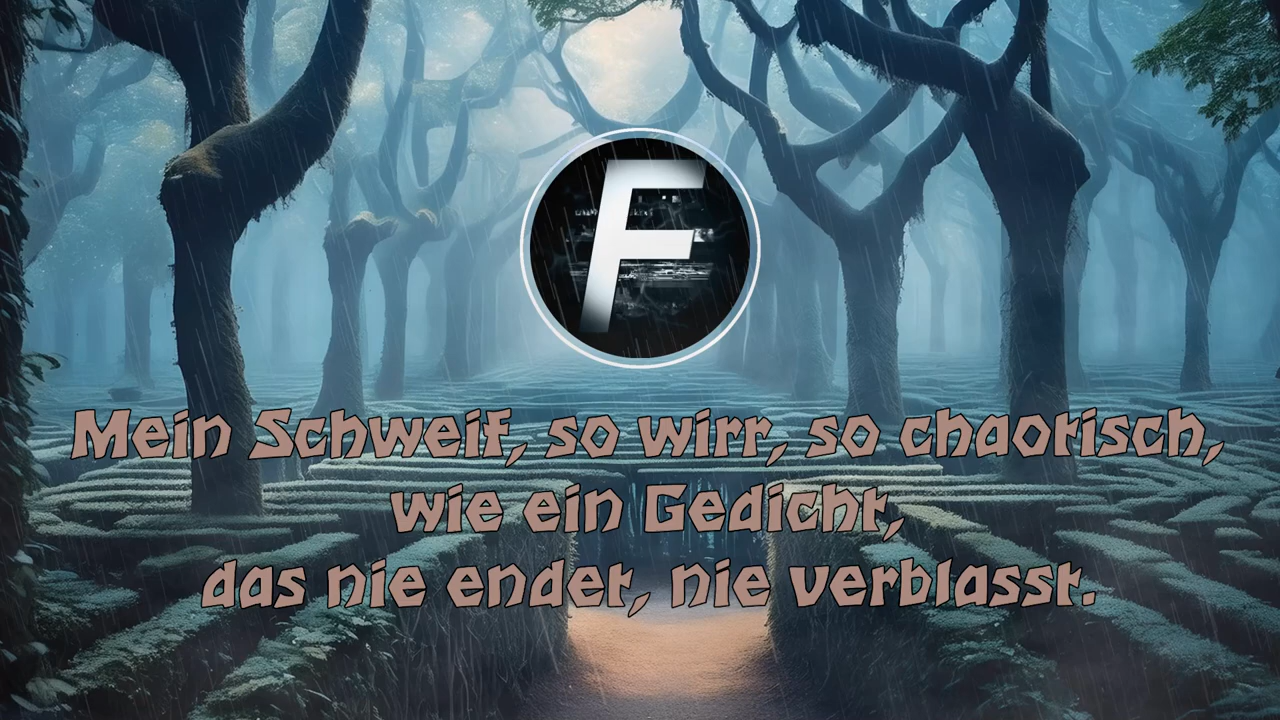 F
Mein Schweif, so wirr, so chaotisch,
wie ein Gedicht,
das nie endet, nie verblasst.